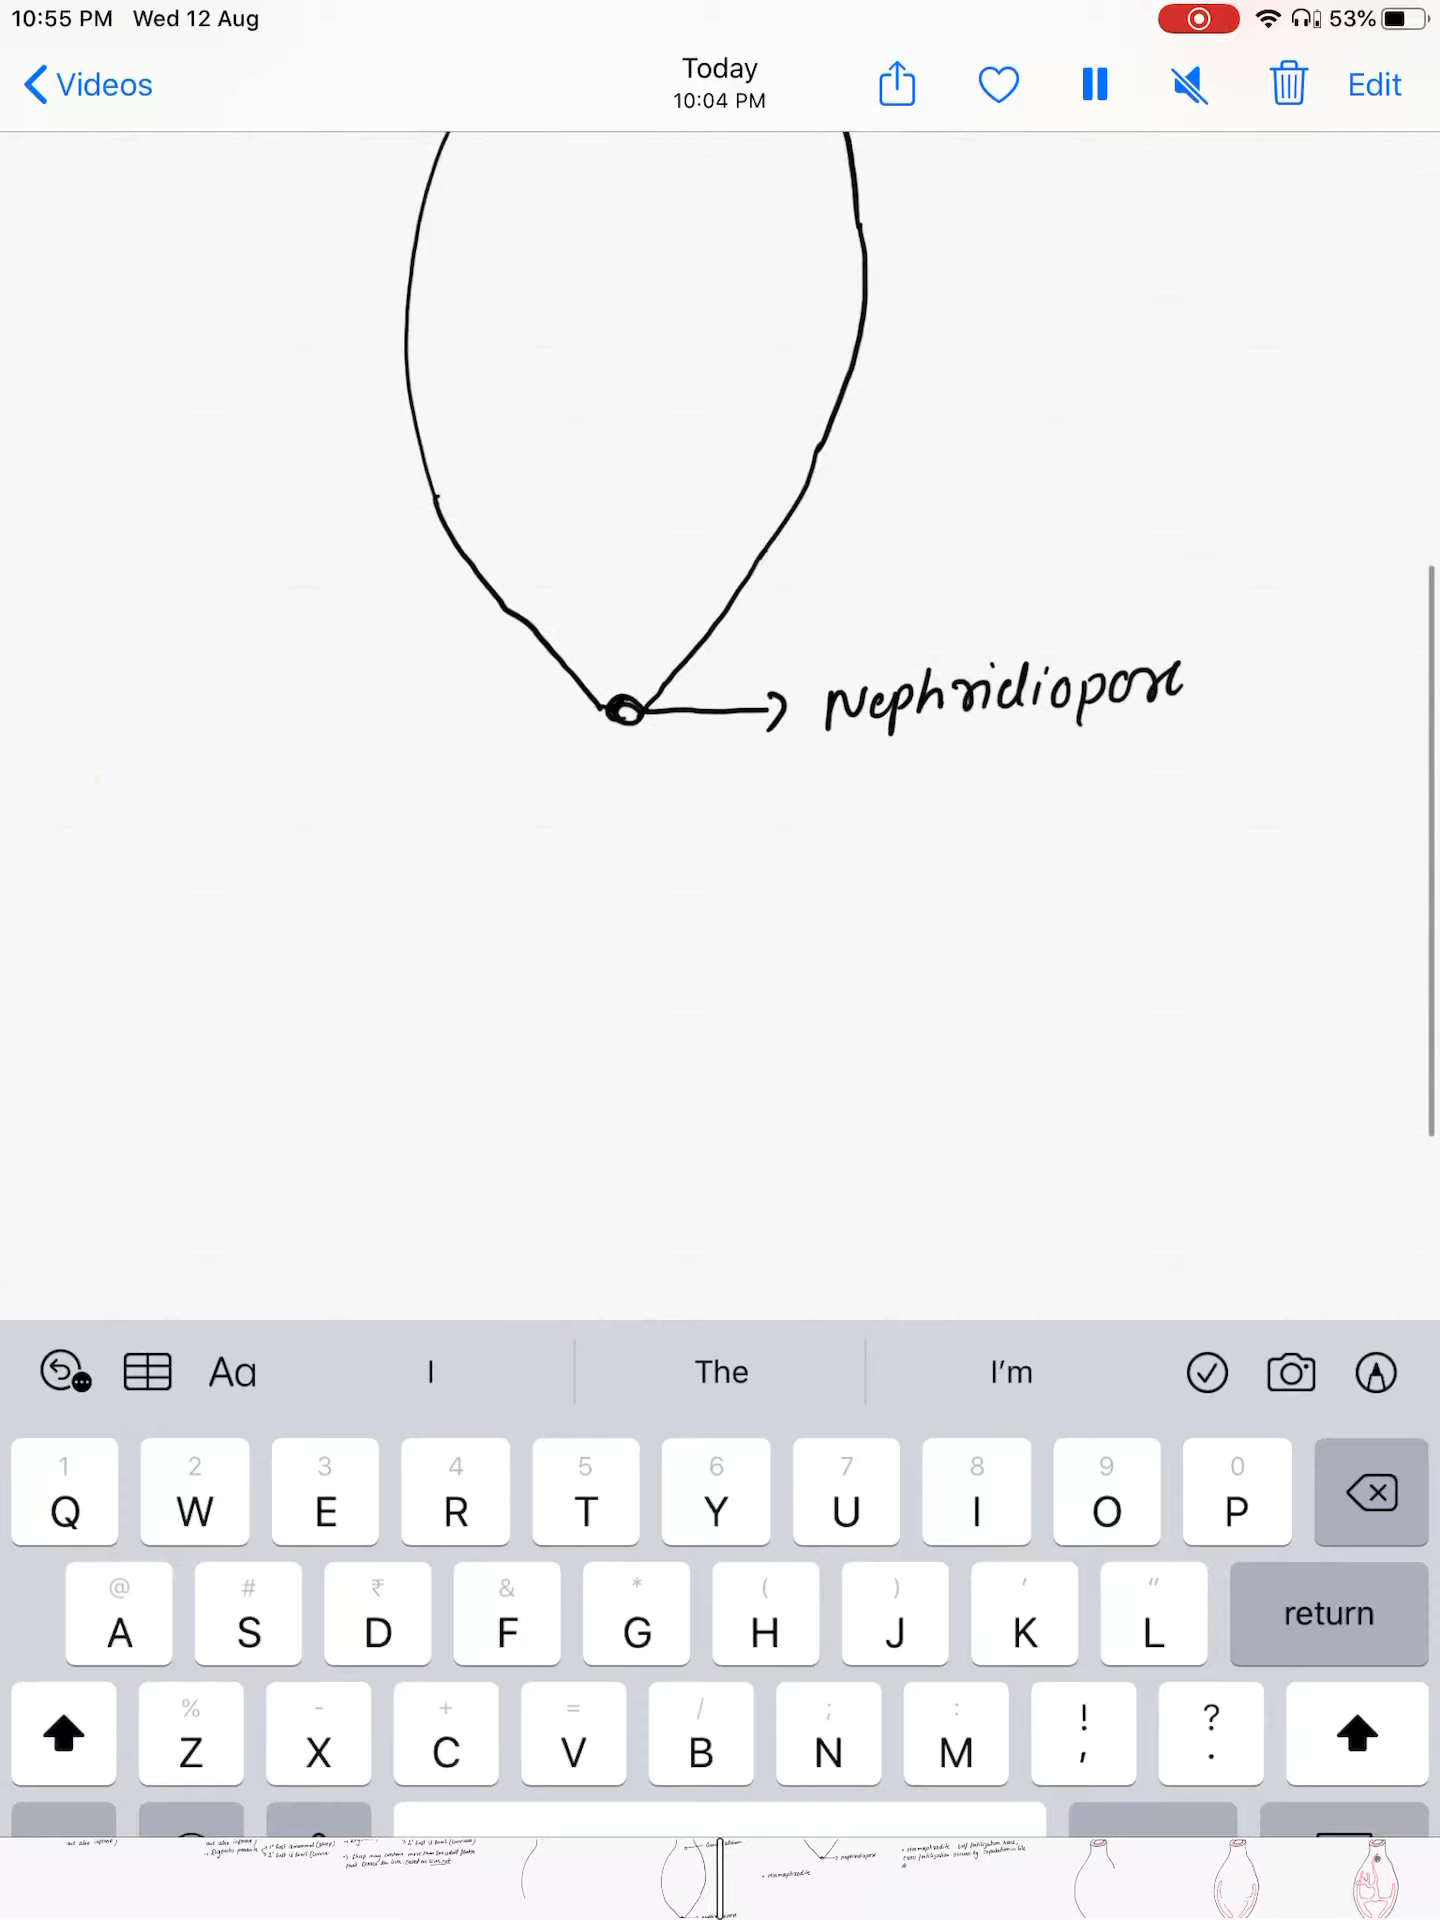 10:55 PM Wed 12 Aug
53%
Videos
Today
10:04 PM
Edit
Nephridiopore
Aa
I
The
I'm
1 2 3 4 5 6 7 8 9 0
Q W E R T Y U I O P
@ # ₹ & * ( ) ' "
A S D F G H J K L return
% - + = / ; : ! ?
Z X C V B N M , .